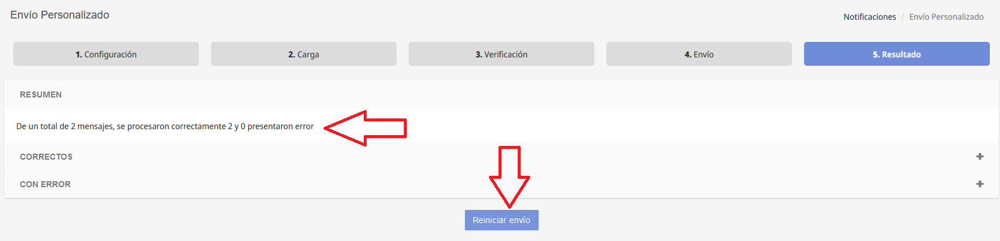 Envío Personalizado
Notificaciones / Envío Personalizado
1. Configuración
2. Carga
3. Verificación
4. Envío
5. Resultado
RESUMEN
De un total de 2 mensajes, se procesaron correctamente 2 y 0 presentaron error
CORRECTOS
CON ERROR
Reiniciar envío